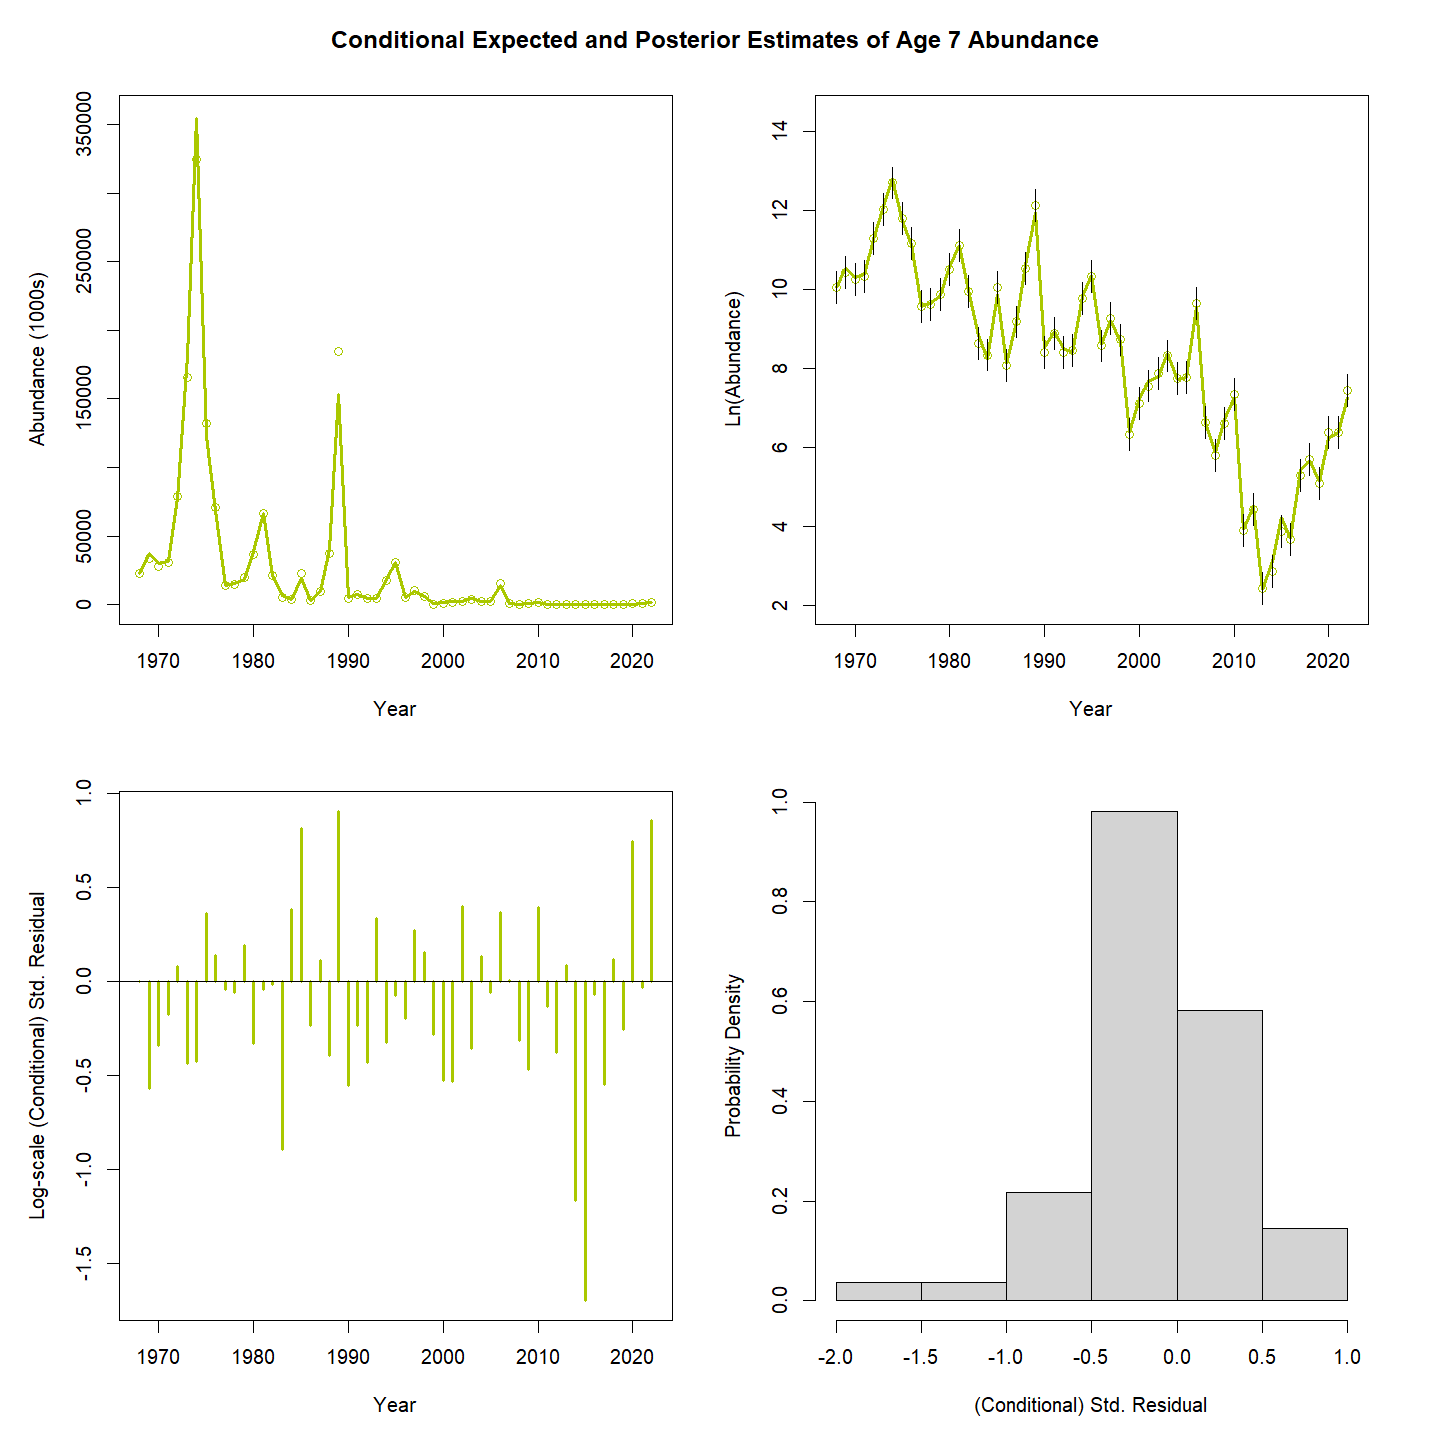 Conditional Expected and Posterior Estimates of Age 7 Abundance
Abundance (1000s)
350000
250000
150000
50000
0
1970 1980 1990 2000 2010 2020
Year
Ln(Abundance)
14
12
10
8
6
4
2
1970 1980 1990 2000 2010 2020
Year
Log-scale (Conditional) Std. Residual
1.0
0.5
0.0
-0.5
-1.0
-1.5
1970 1980 1990 2000 2010 2020
Year
Probability Density
1.0
0.8
0.6
0.4
0.2
0.0
-2.0 -1.5 -1.0 -0.5 0.0 0.5 1.0
(Conditional) Std. Residual